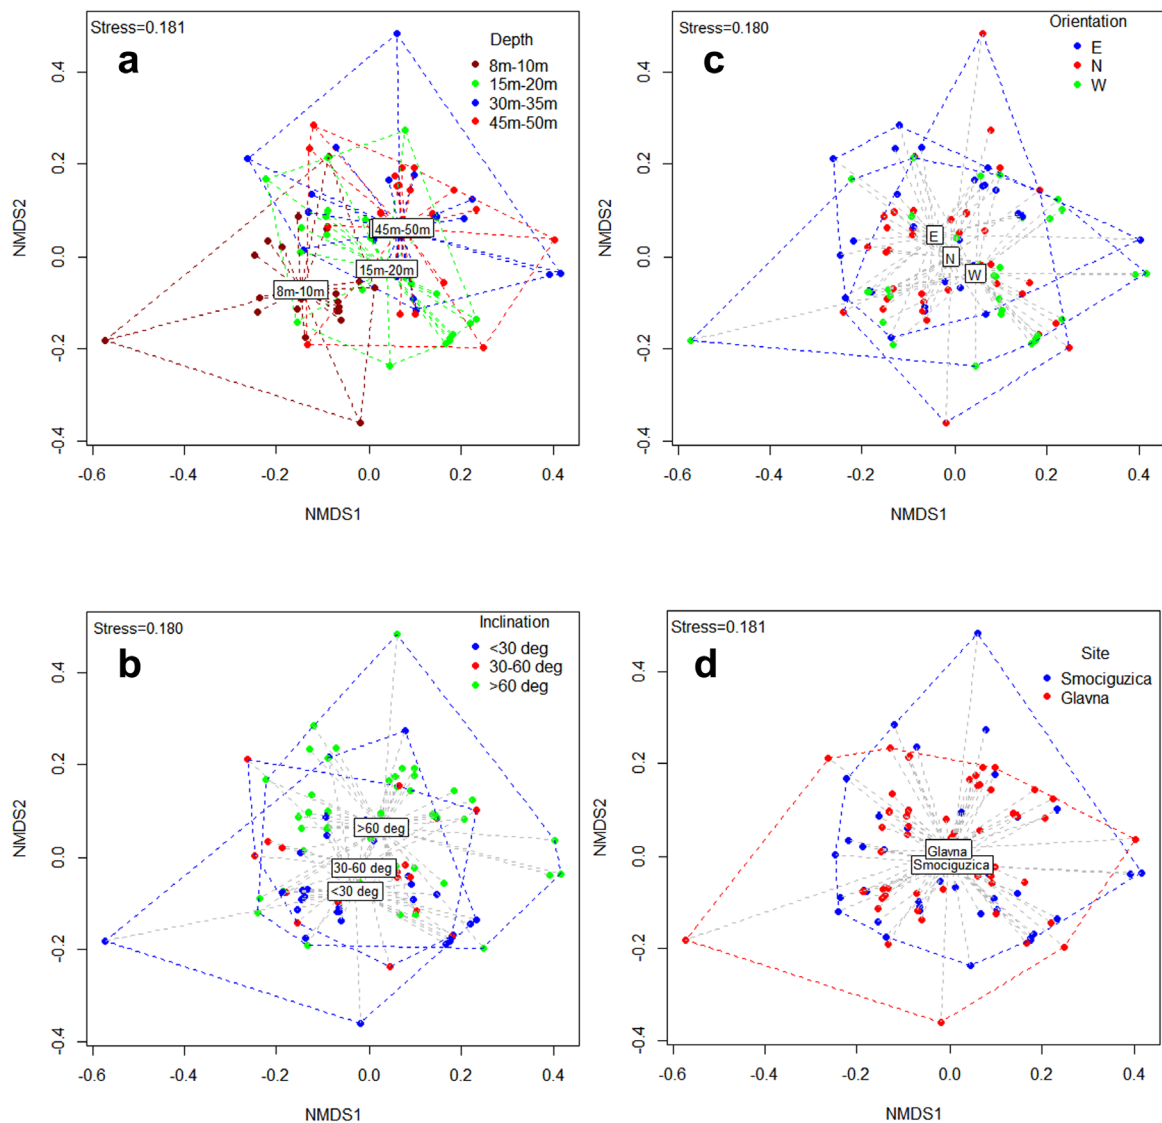 Stress=0.181
a
Depth
8m-10m
15m-20m
30m-35m
45m-50m
45m-50m
15m-20m
8m-10m
NMDS2
0.4
0.2
0.0
-0.2
-0.4
-0.6 -0.4 -0.2 0.0 0.2 0.4
NMDS1
Stress=0.180
c
Orientation
E
N
W
E
N
W
NMDS2
0.4
0.2
0.0
-0.2
-0.4
-0.6 -0.4 -0.2 0.0 0.2 0.4
NMDS1
Stress=0.180
b
Inclination
<30 deg
30-60 deg
>60 deg
>60 deg
30-60 deg
<30 deg
NMDS2
0.4
0.2
0.0
-0.2
-0.4
-0.6 -0.4 -0.2 0.0 0.2 0.4
NMDS1
Stress=0.181
d
Site
Smociguzica
Glavna
Glavna
Smociguzica
NMDS2
0.4
0.2
0.0
-0.2
-0.4
-0.6 -0.4 -0.2 0.0 0.2 0.4
NMDS1